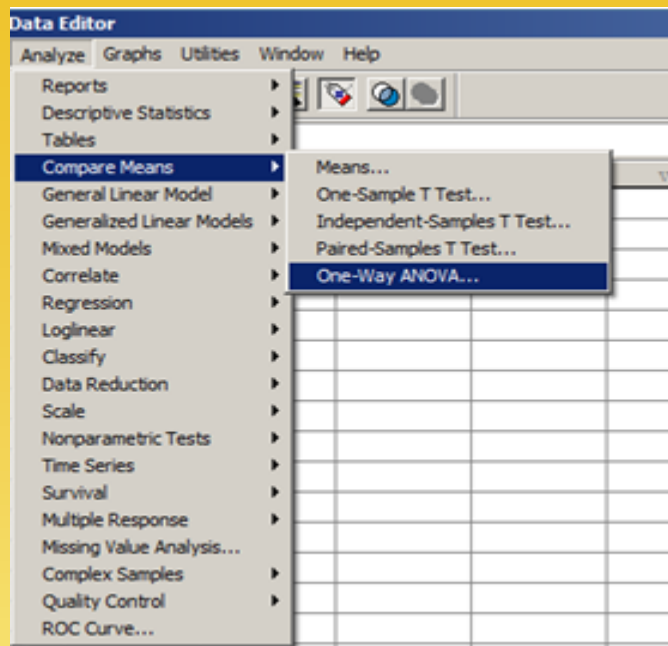 Data Editor
Analyze Graphs Utilities Window Help
Reports
Descriptive Statistics
Tables
Compare Means
General Linear Model
Generalized Linear Models
Mixed Models
Correlate
Regression
Loglinear
Classify
Data Reduction
Scale
Nonparametric Tests
Time Series
Survival
Multiple Response
Missing Value Analysis...
Complex Samples
Quality Control
ROC Curve...
Means...
One-Sample T Test...
Independent-Samples T Test...
Paired-Samples T Test...
One-Way ANOVA...